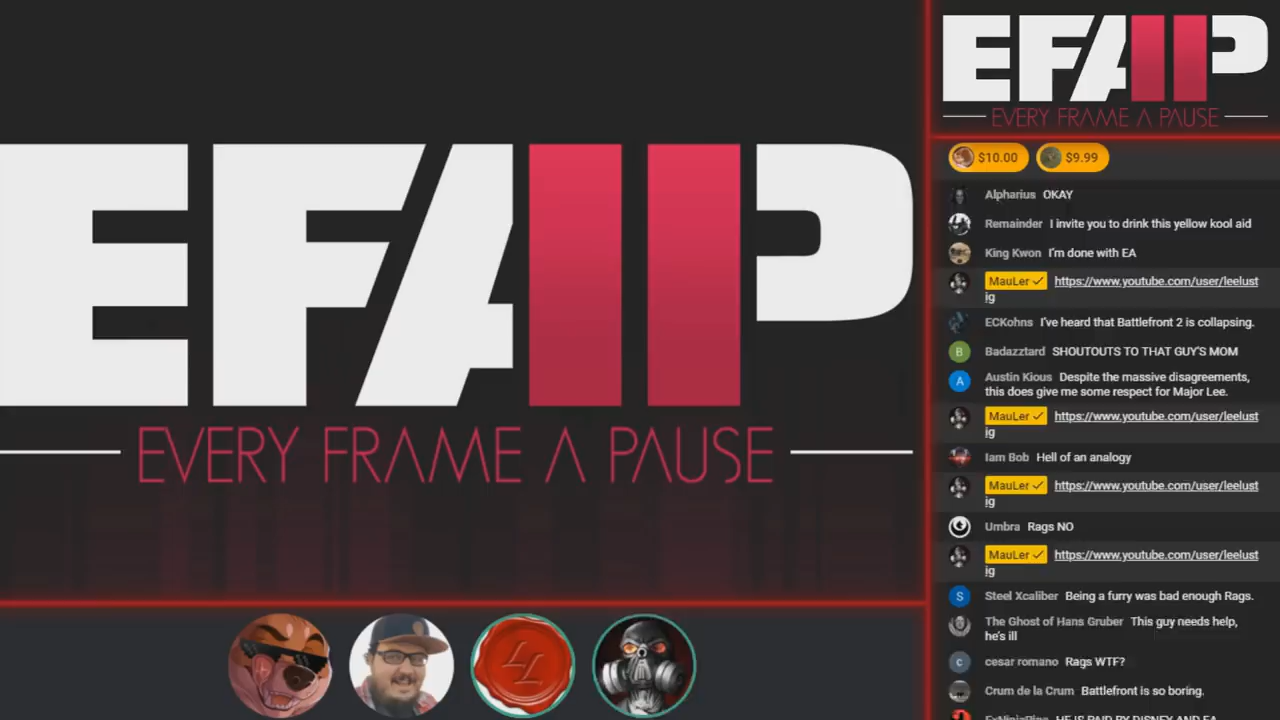 EFAP
EVERY FRAME A PAUSE
LL
EFAP
EVERY FRAME A PAUSE
$10.00 $9.99
Alpharius OKAY
Remainder I invite you to drink this yellow kool aid
King Kwon I'm done with EA
MauLer https://www.youtube.com/user/leelust
ig
ECKohns I've heard that Battlefront 2 is collapsing.
B Badazztard SHOUTOUTS TO THAT GUY'S MOM
A Austin Kious Despite the massive disagreements,
this does give me some respect for Major Lee.
MauLer https://www.youtube.com/user/leelust
ig
Iam Bob Hell of an analogy
MauLer https://www.youtube.com/user/leelust
ig
Umbra Rags NO
MauLer https://www.youtube.com/user/leelust
ig
S Steel Xcaliber Being a furry was bad enough Rags.
The Ghost of Hans Gruber This guy needs help,
he's ill
c cesar romano Rags WTF?
Crum de la Crum Battlefront is so boring.
HE IS PAID BY DISNEY AND EA